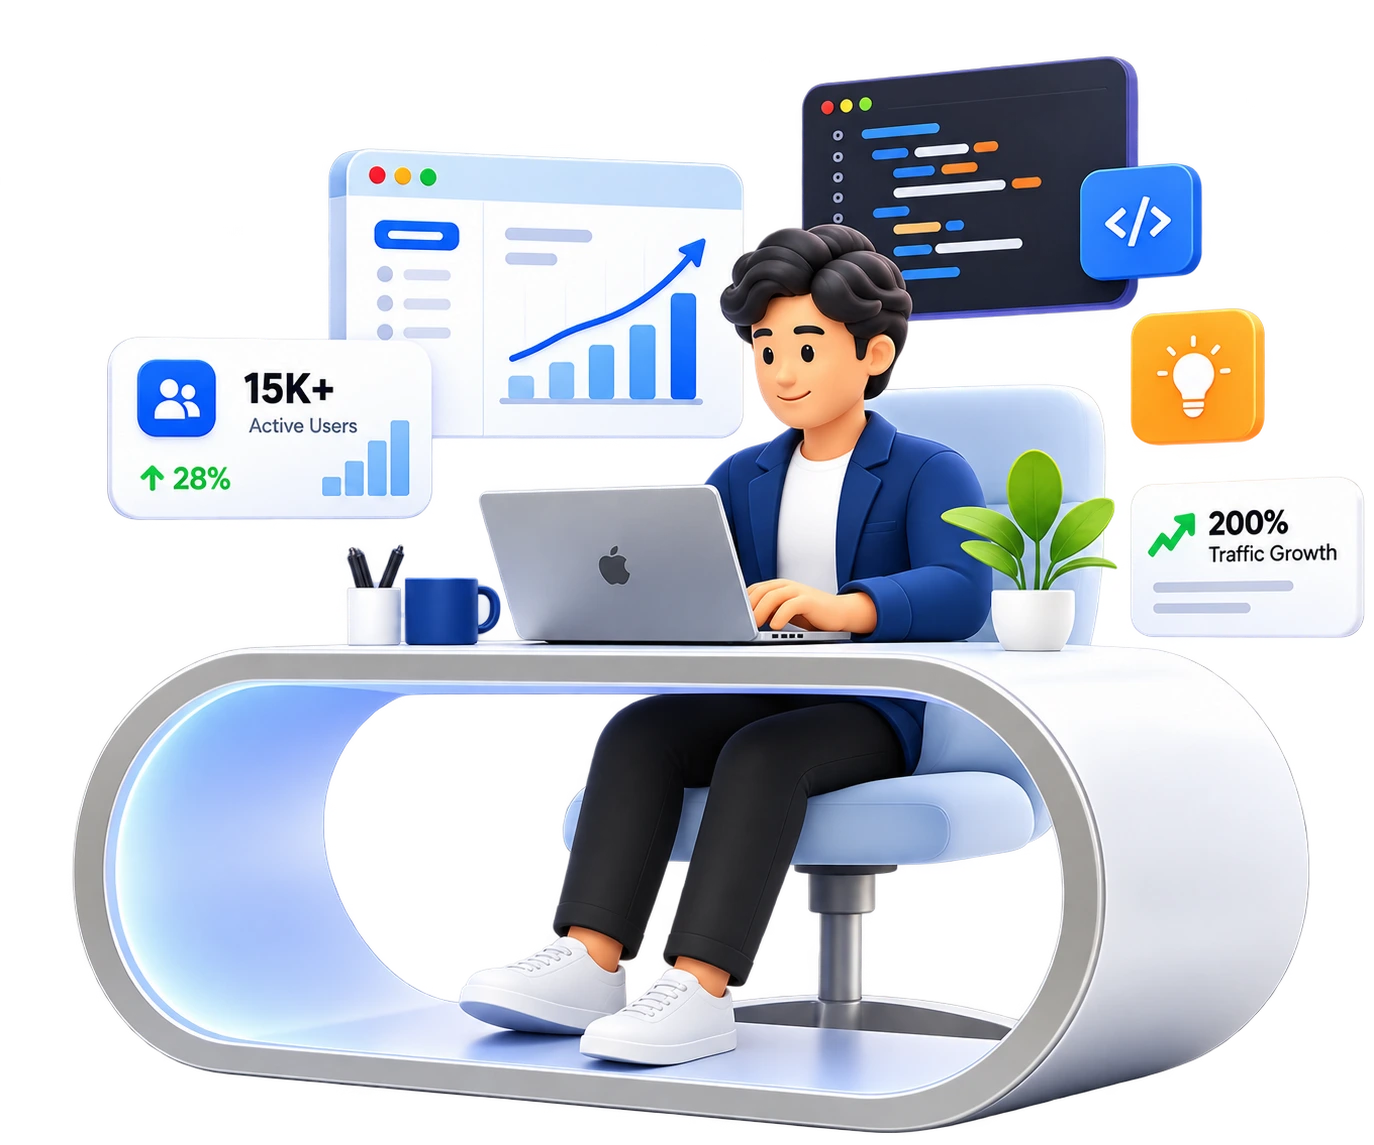 </>
15K+
Active Users
↑ 28%
200%
Traffic Growth